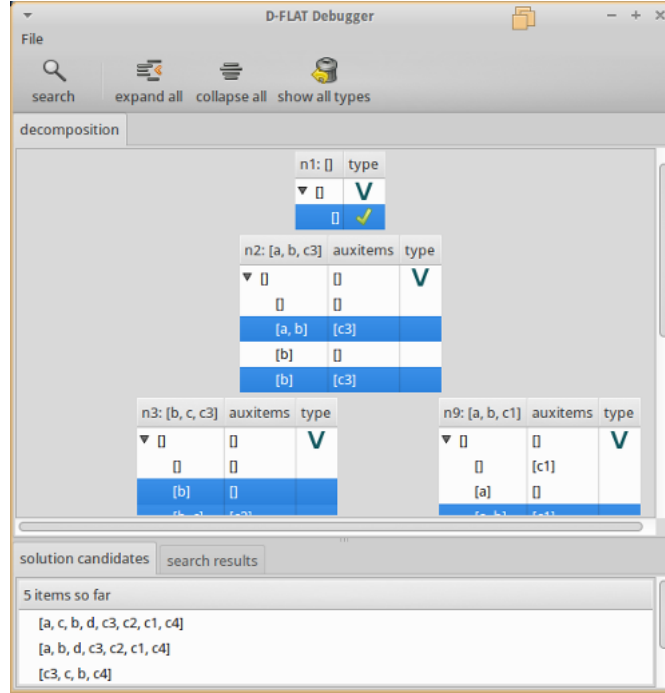 D-FLAT Debugger
File
search expand all collapse all show all types
decomposition
n1: [] type
[]
[]
n2: [a, b, c3] auxitems type
[] []
[] []
[a, b] [c3]
[b] []
[b] [c3]
n3: [b, c, c3] auxitems type
[] []
[] []
[b] []
n9: [a, b, c1] auxitems type
[] []
[] [c1]
[a] []
[a, b] [c1]
solution candidates search results
5 items so far
[a, c, b, d, c3, c2, c1, c4]
[a, b, d, c3, c2, c1, c4]
[c3, c, b, c4]